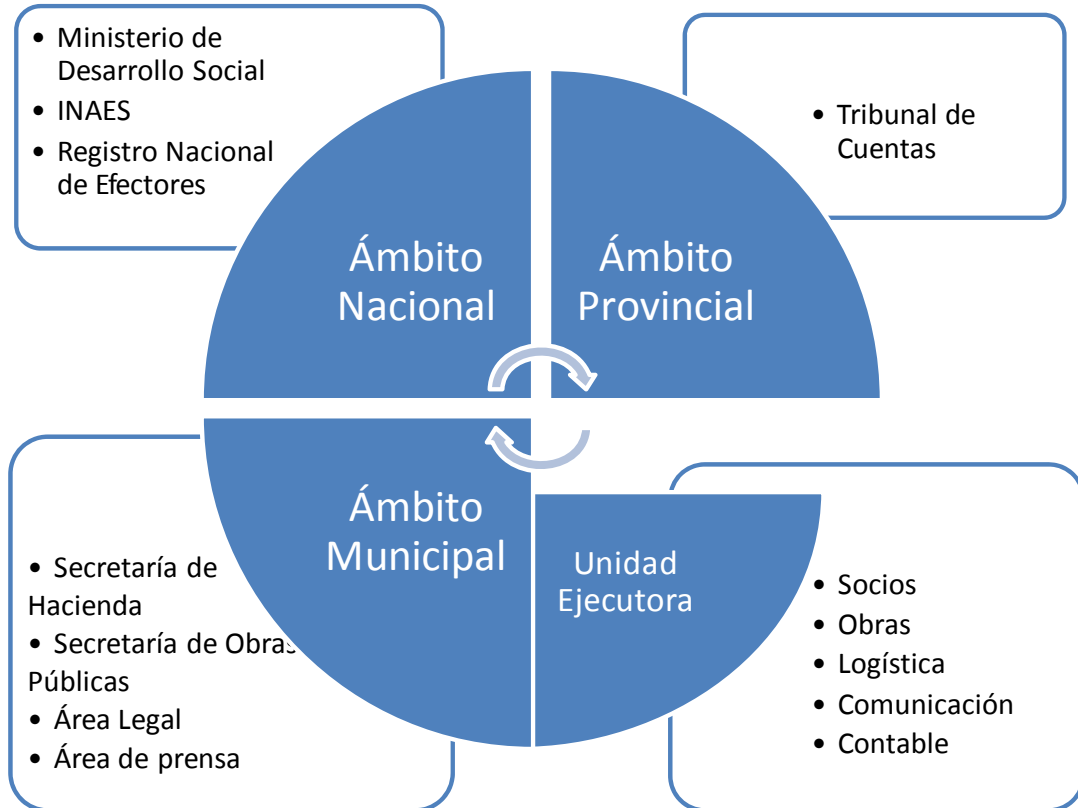 • Ministerio de
Desarrollo Social
• INAES
• Registro Nacional
de Efectores
• Tribunal de
Cuentas
Ámbito
Nacional
Ámbito
Provincial
Ámbito
Municipal
Unidad
Ejecutora
• Secretaría de
Hacienda
• Secretaría de Obras
Públicas
• Área Legal
• Área de prensa
• Socios
• Obras
• Logística
• Comunicación
• Contable